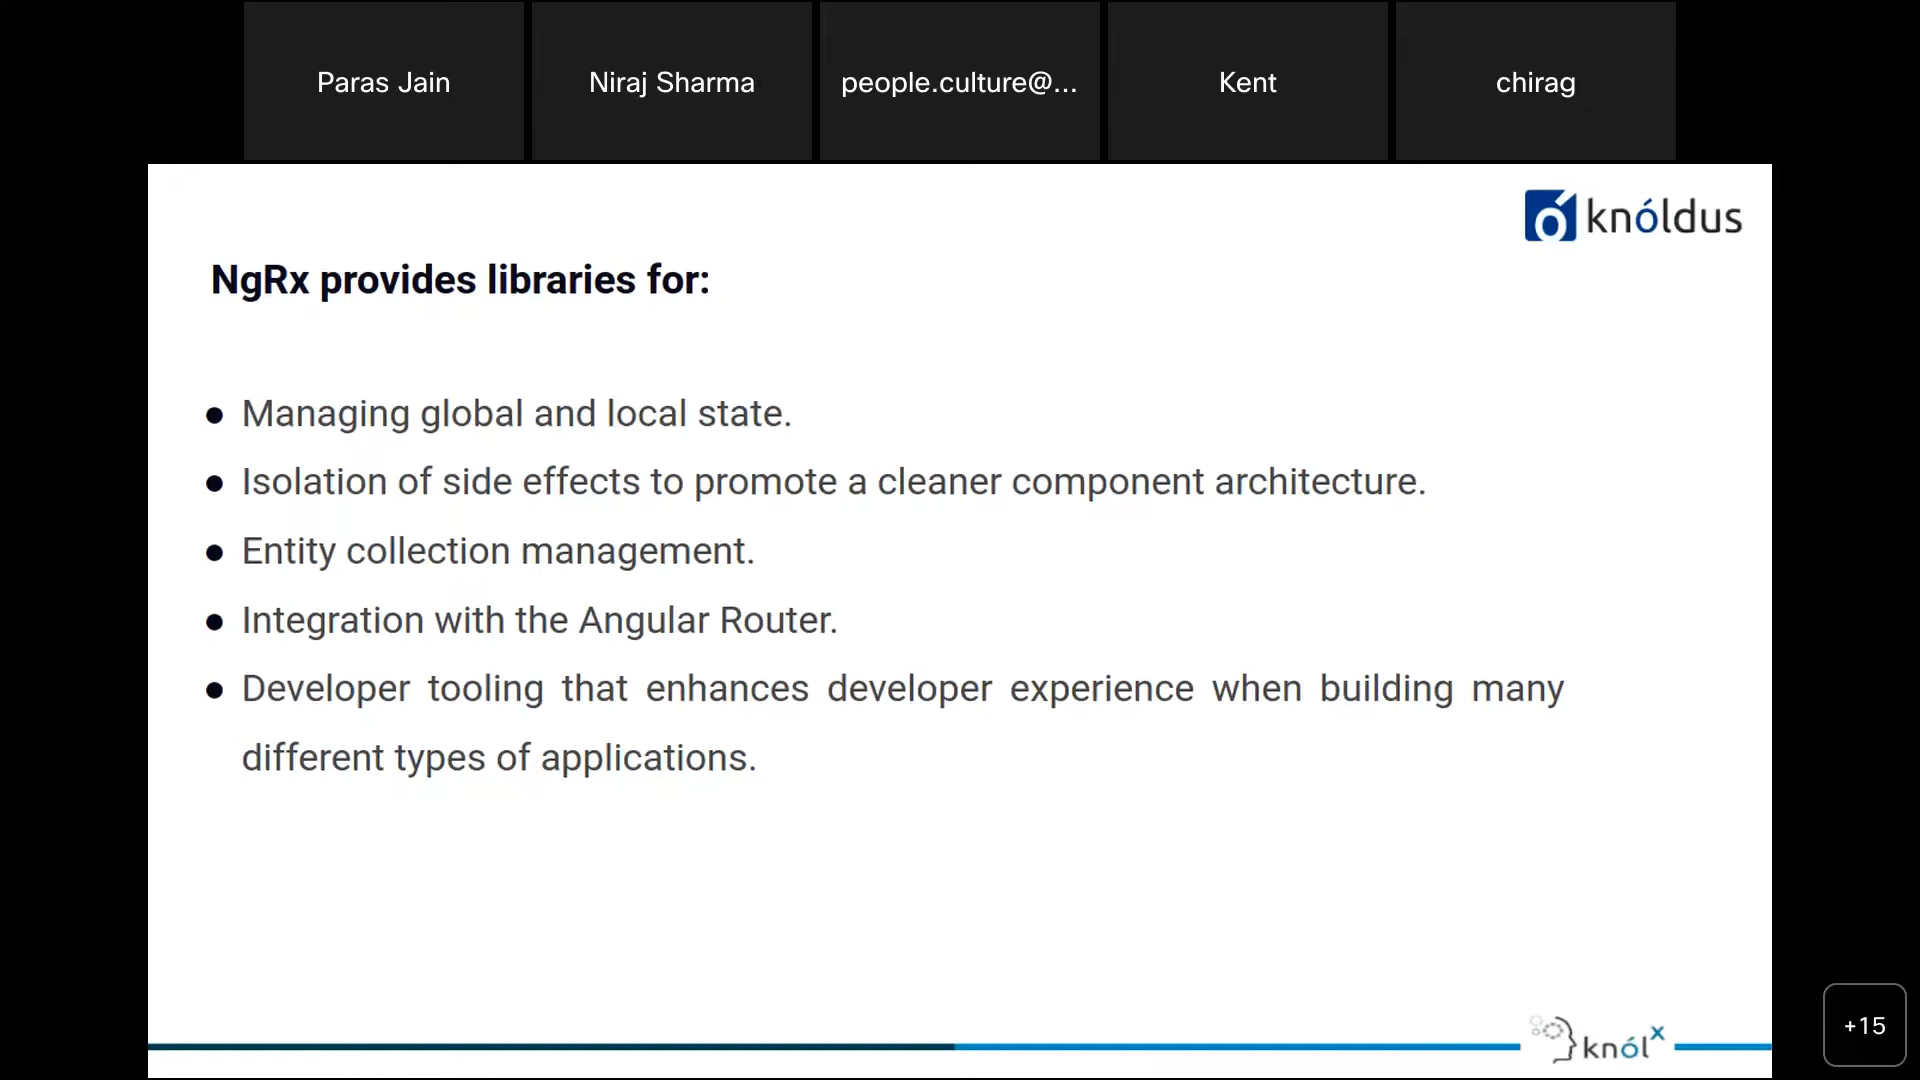 Paras Jain
Niraj Sharma
people.culture@...
Kent
chirag
knóldus
NgRx provides libraries for:
● Managing global and local state.
● Isolation of side effects to promote a cleaner component architecture.
● Entity collection management.
● Integration with the Angular Router.
● Developer tooling that enhances developer experience when building many
different types of applications.
knólx
+15